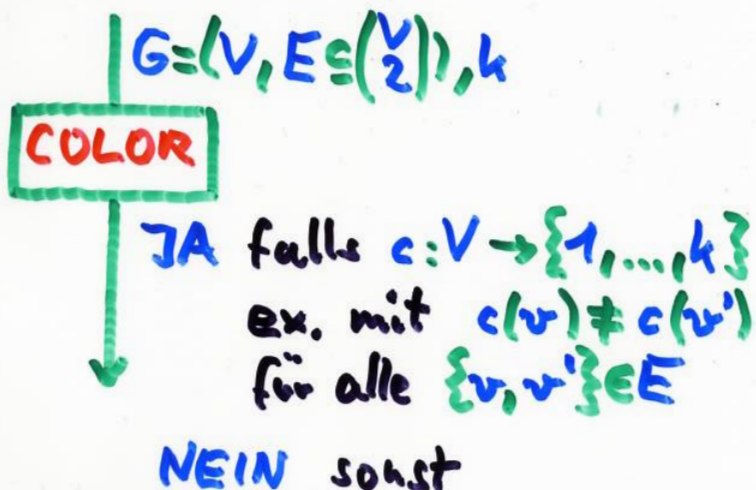 G=(V, E⊆(V 2)), k
COLOR
JA falls c:V→{1,...,k}
ex. mit c(v)≠c(v')
für alle {v,v'}∈E
NEIN sonst